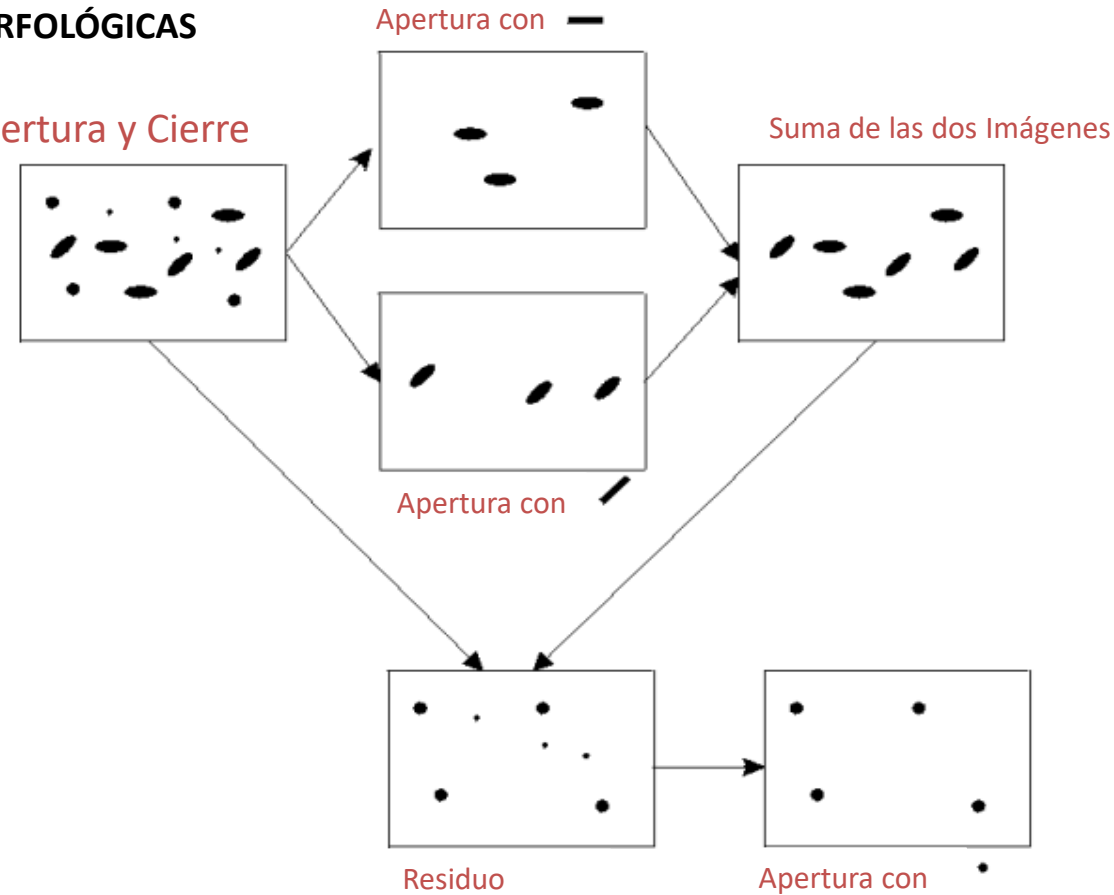 RFOLÓGICAS
Apertura con
ertura y Cierre
Suma de las dos Imágenes
Apertura con
Residuo
Apertura con